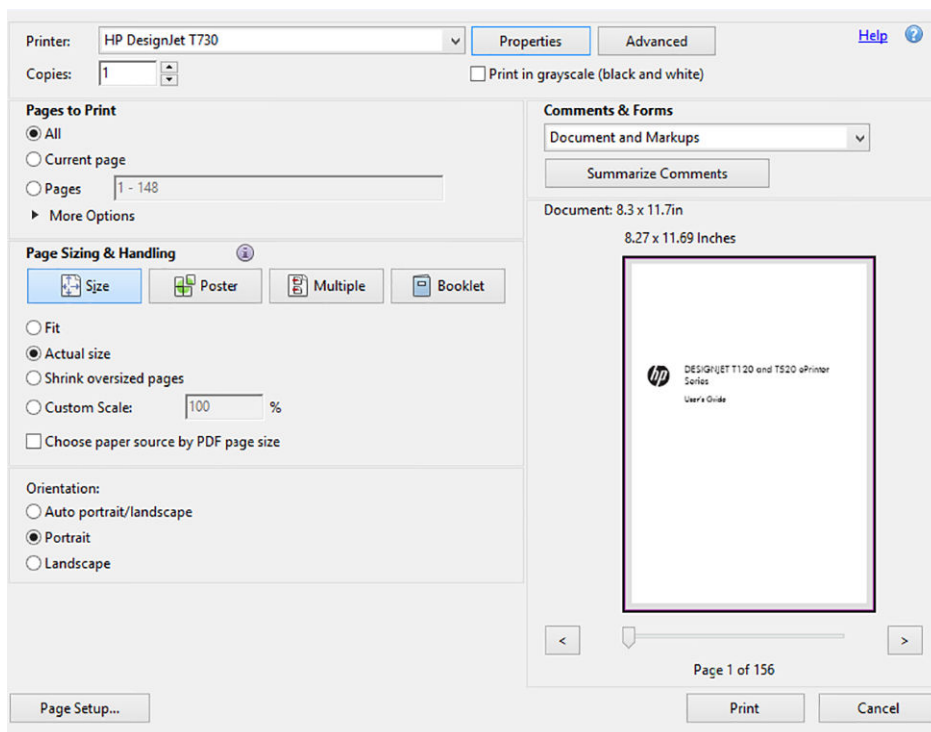 Printer: HP DesignJet T730 Properties Advanced Help
Copies: 1 Print in grayscale (black and white)
Pages to Print
All
Current page
Pages 1 - 148
More Options
Comments & Forms
Document and Markups
Summarize Comments
Page Sizing & Handling
Size Poster Multiple Booklet
Fit
Actual size
Shrink oversized pages
Custom Scale: 100 %
Choose paper source by PDF page size
Orientation:
Auto portrait/landscape
Portrait
Landscape
Document: 8.3 x 11.7in
8.27 x 11.69 Inches
hp
DESIGNJET T120 and T520 ePrinter
Series
User's Guide
< >
Page 1 of 156
Page Setup... Print Cancel